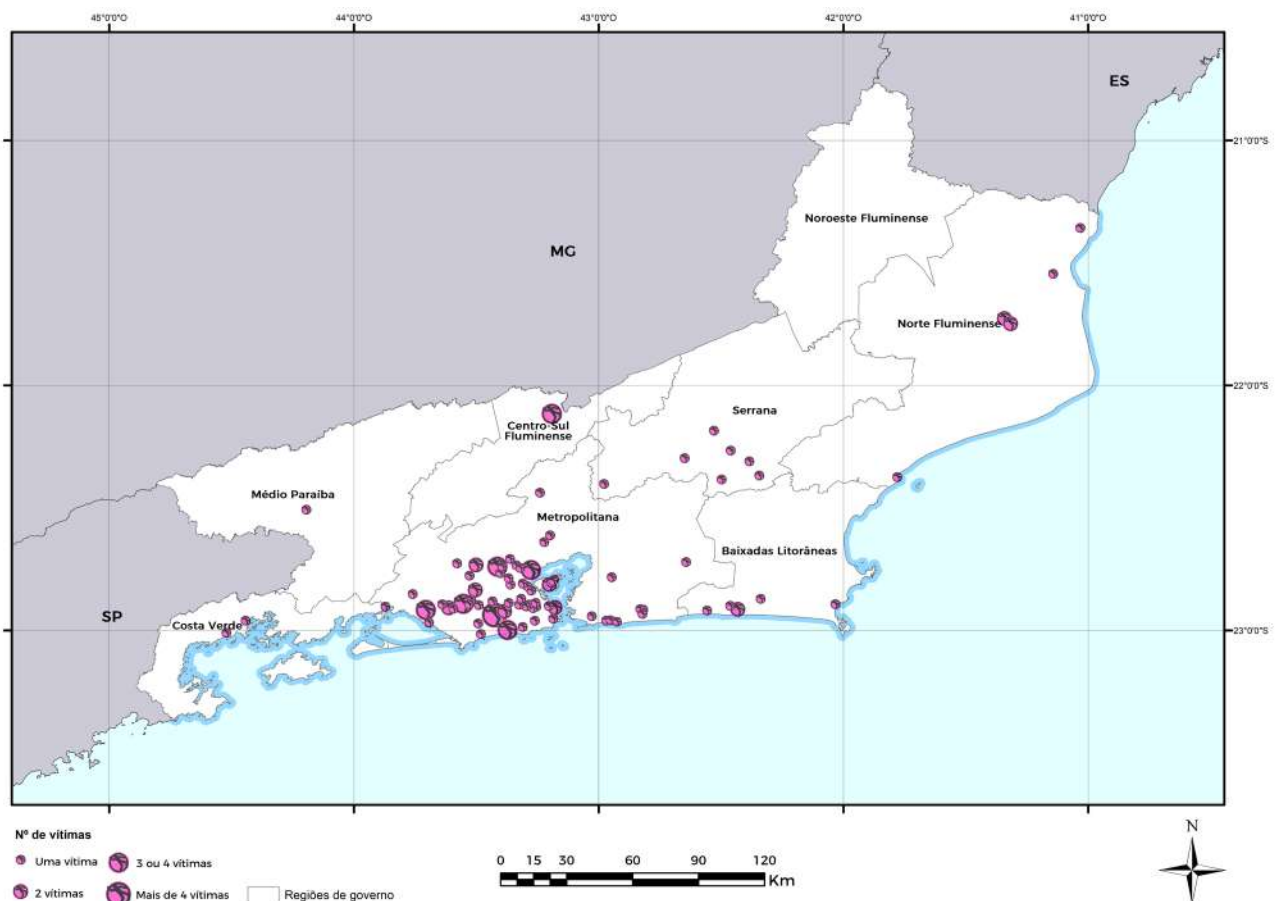 45°0'0"O 44°0'0"O 43°0'0"O 42°0'0"O 41°0'0"O
ES
21°0'0"S
Noroeste Fluminense
MG
Norte Fluminense
22°0'0"S
Serrana
Centro-Sul
Fluminense
Médio Paraíba
Metropolitana
Baixadas Litorâneas
SP
Costa Verde
23°0'0"S
Nº de vítimas
Uma vítima
3 ou 4 vítimas
2 vítimas
Mais de 4 vítimas
Regiões de governo
0 15 30 60 90 120
Km
N